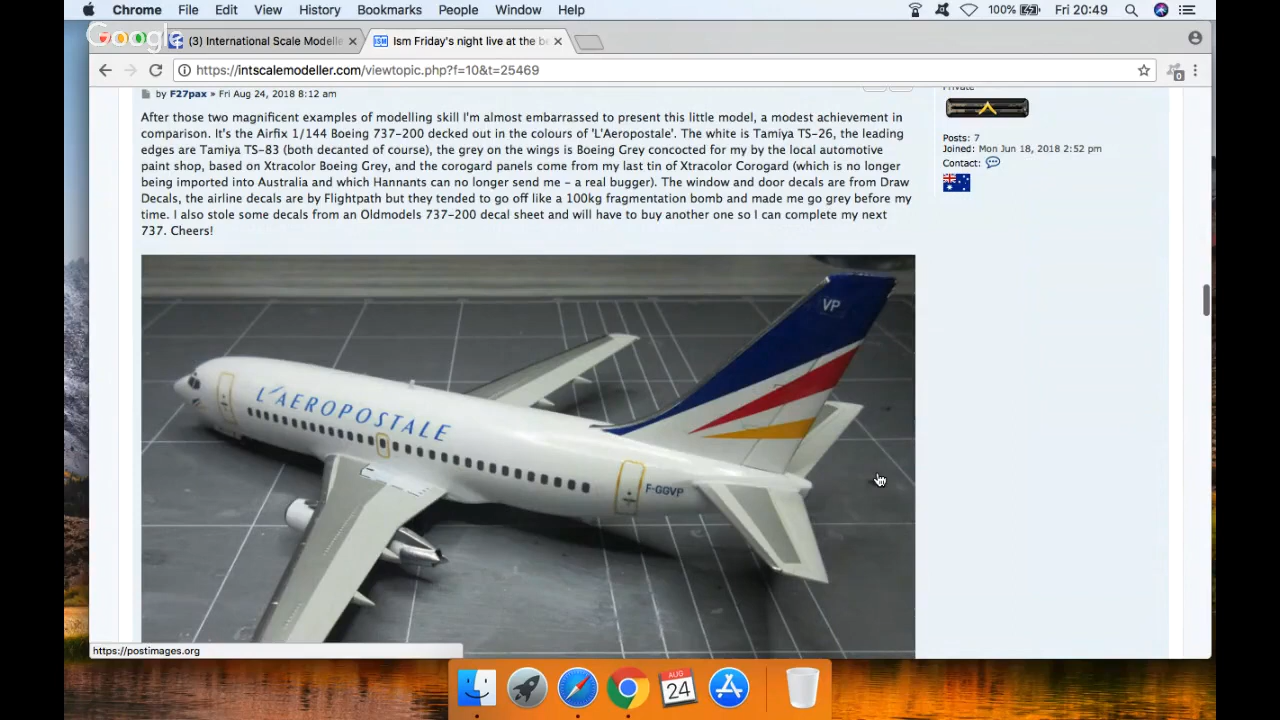 Chrome File Edit View History Bookmarks People Window Help 100% Fri 20:49
Google
(3) International Scale Modelle
Ism Friday's night live at the be
https://intscalemodeller.com/viewtopic.php?f=10&t=25469
by F27pax » Fri Aug 24, 2018 8:12 am
After those two magnificent examples of modelling skill I'm almost embarrassed to present this little model, a modest achievement in
comparison. It's the Airfix 1/144 Boeing 737-200 decked out in the colours of 'L'Aeropostale'. The white is Tamiya TS-26, the leading
edges are Tamiya TS-83 (both decanted of course), the grey on the wings is Boeing Grey concocted for my by the local automotive
paint shop, based on Xtracolor Boeing Grey, and the corogard panels come from my last tin of Xtracolor Corogard (which is no longer
being imported into Australia and which Hannants can no longer send me - a real bugger). The window and door decals are from Draw
Decals, the airline decals are by Flightpath but they tended to go off like a 100kg fragmentation bomb and made me go grey before my
time. I also stole some decals from an Oldmodels 737-200 decal sheet and will have to buy another one so I can complete my next
737. Cheers!
Private
Posts: 7
Joined: Mon Jun 18, 2018 2:52 pm
Contact:
VP
L'AEROPOSTALE
F-GGVP
https://postimages.org
AUG
24
0